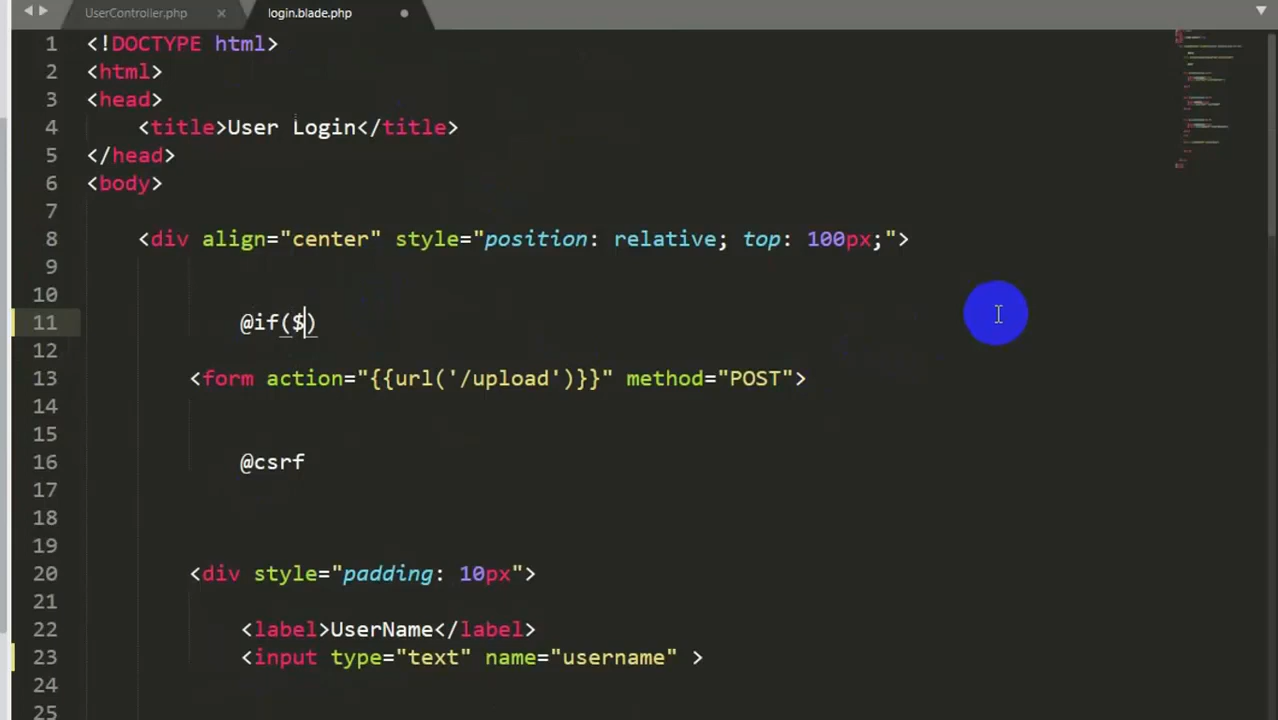 UserController.php × login.blade.php
1 <!DOCTYPE html>
2 <html>
3 <head>
4 <title>User Login</title>
5 </head>
6 <body>
7
8 <div align="center" style="position: relative; top: 100px;">
9
10
11 @if($)
12
13 <form action="{{url('/upload')}}" method="POST">
14
15
16 @csrf
17
18
19
20 <div style="padding: 10px">
21
22 <label>UserName</label>
23 <input type="text" name="username" >
24
25